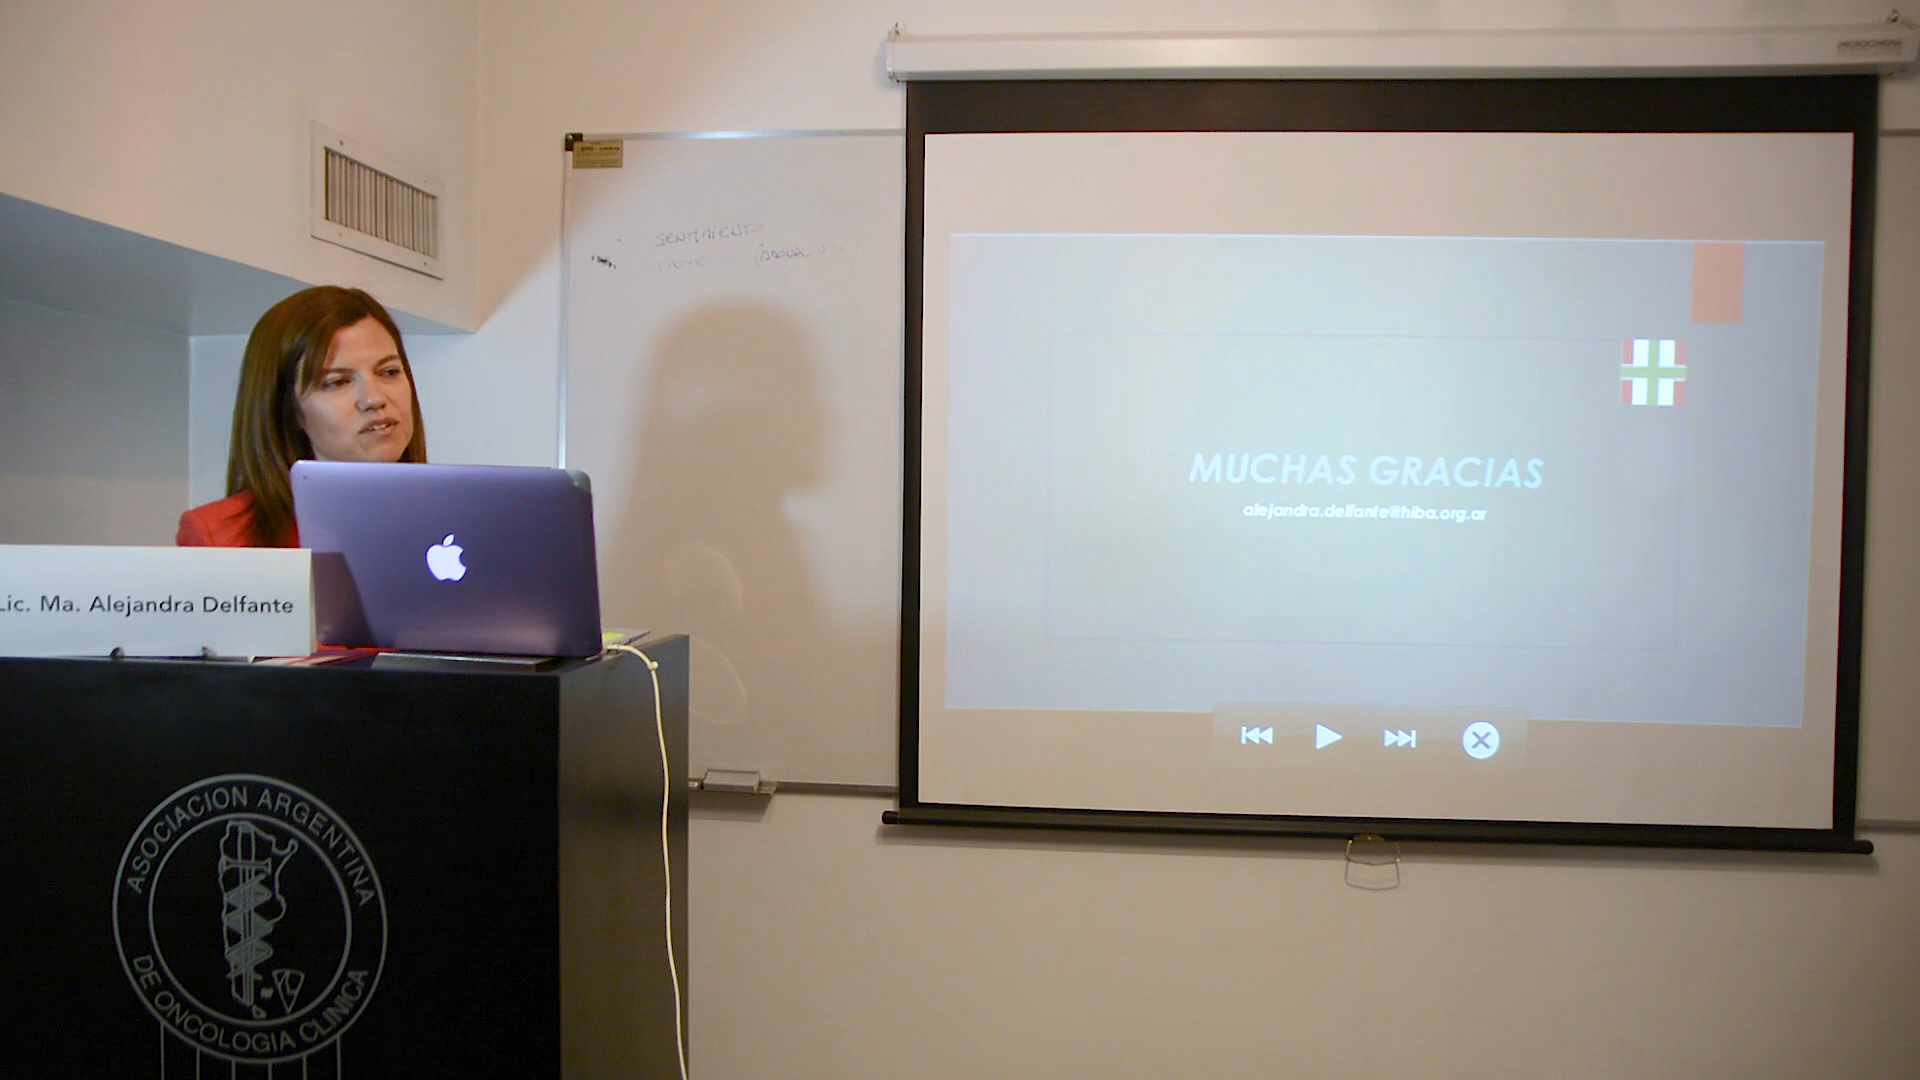 SENTIMIENTO
MUCHAS GRACIAS
alejandra.delfante@hiba.org.ar
Lic. Ma. Alejandra Delfante
ASOCIACION ARGENTINA
DE ONCOLOGIA CLINICA